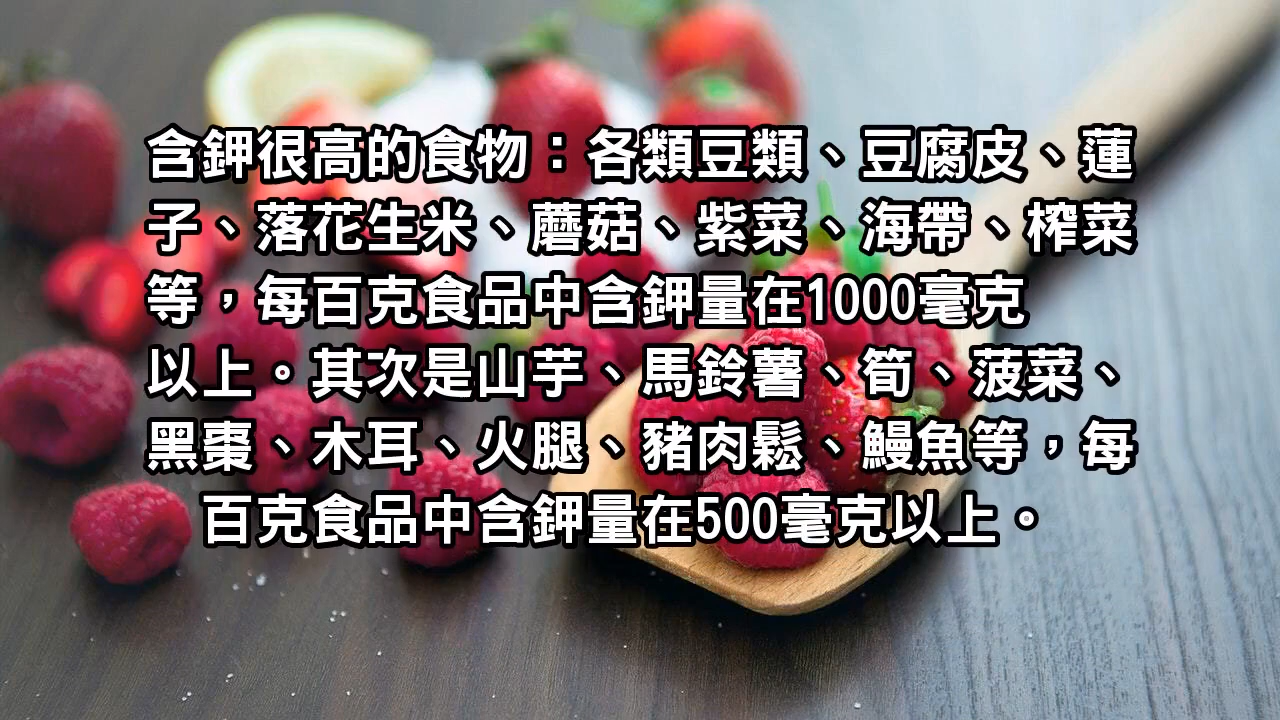 含鉀很高的食物：各類豆類、豆腐皮、蓮
子、落花生米、蘑菇、紫菜、海帶、榨菜
等，每百克食品中含鉀量在1000毫克
以上。其次是山芋、馬鈴薯、筍、菠菜、
黑棗、木耳、火腿、豬肉鬆、鰻魚等，每
百克食品中含鉀量在500毫克以上。